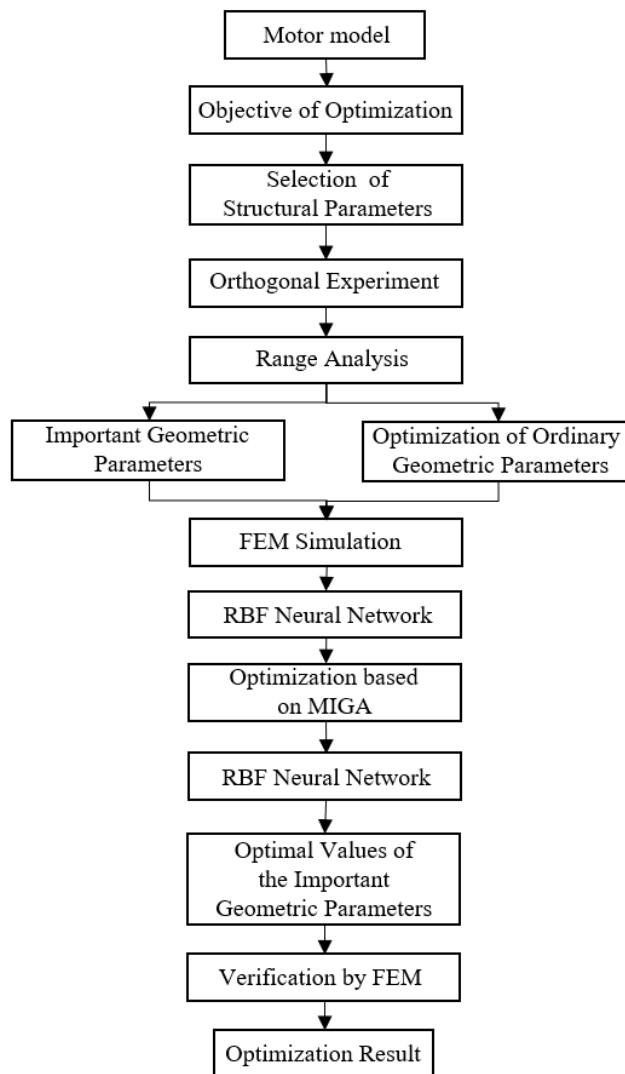 Motor model
Objective of Optimization
Selection of
Structural Parameters
Orthogonal Experiment
Range Analysis
Important Geometric
Parameters
Optimization of Ordinary
Geometric Parameters
FEM Simulation
RBF Neural Network
Optimization based
on MIGA
RBF Neural Network
Optimal Values of
the Important
Geometric Parameters
Verification by FEM
Optimization Result